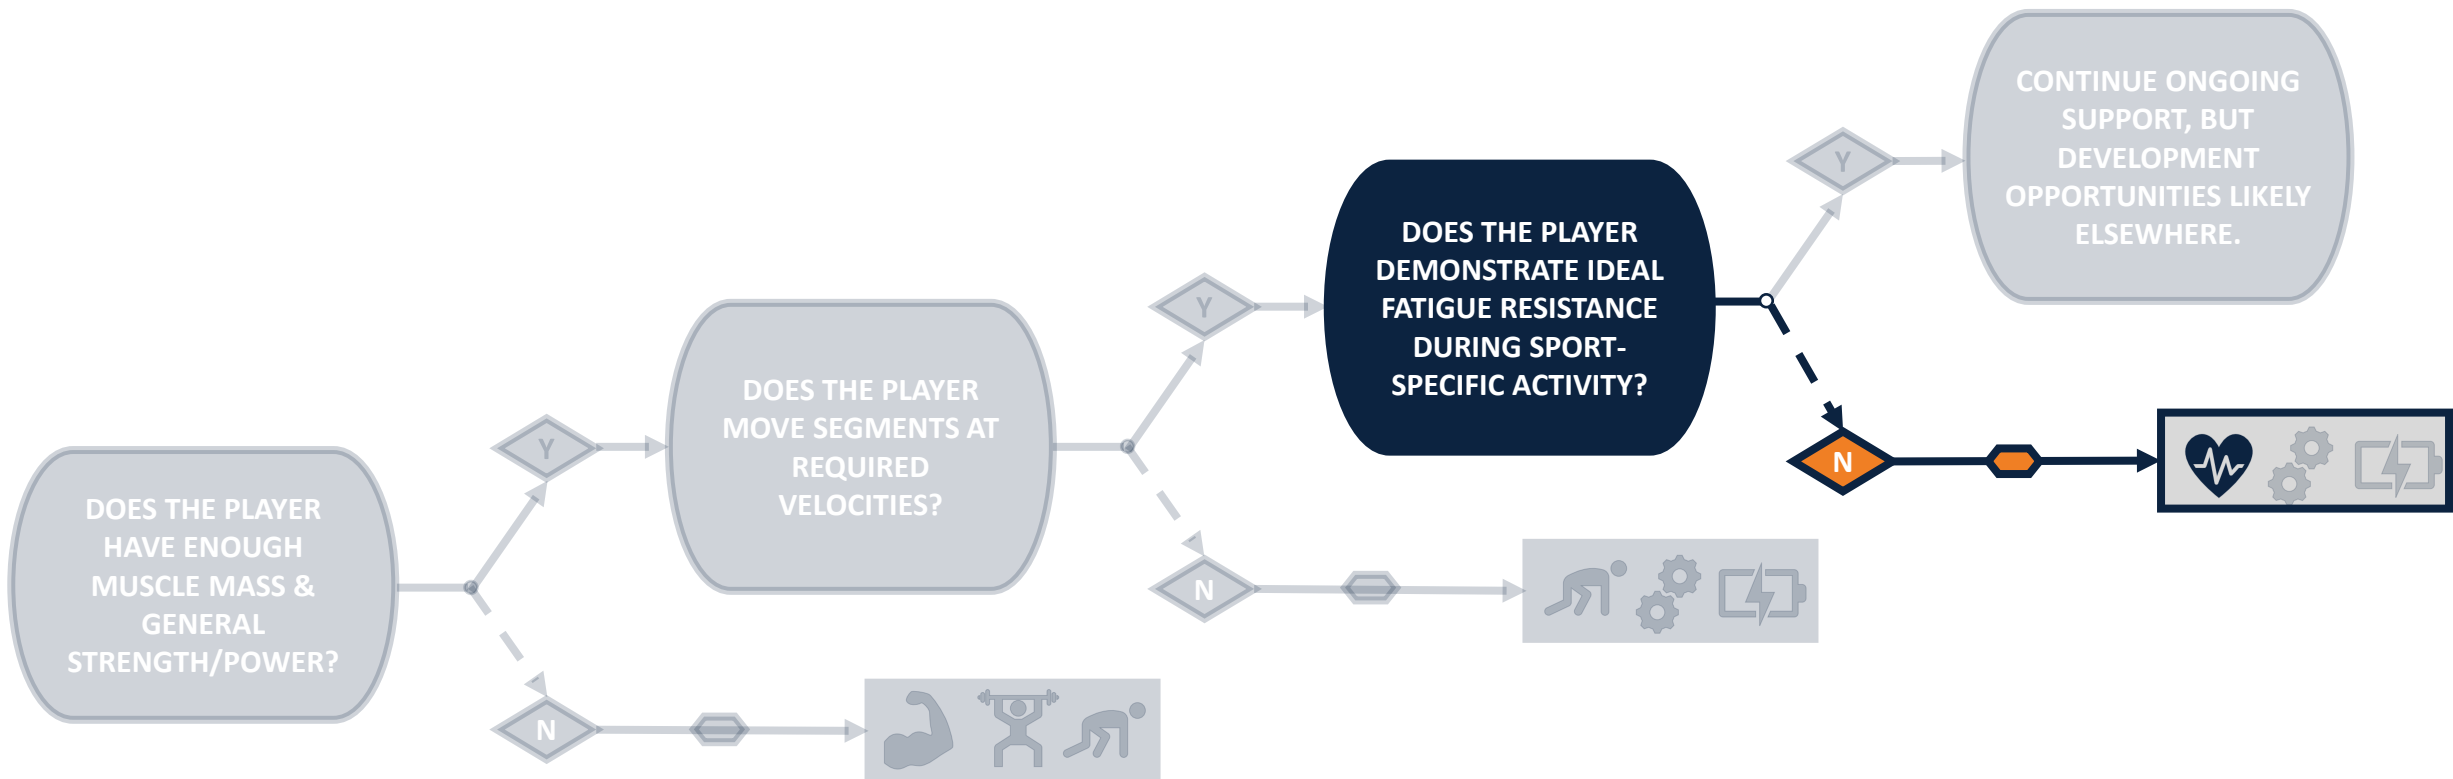 DOES THE PLAYER
HAVE ENOUGH
MUSCLE MASS &
GENERAL
STRENGTH/POWER?
Y
N
DOES THE PLAYER
MOVE SEGMENTS AT
REQUIRED
VELOCITIES?
Y
N
DOES THE PLAYER
DEMONSTRATE IDEAL
FATIGUE RESISTANCE
DURING SPORT-
SPECIFIC ACTIVITY?
Y
N
CONTINUE ONGOING
SUPPORT, BUT
DEVELOPMENT
OPPORTUNITIES LIKELY
ELSEWHERE.